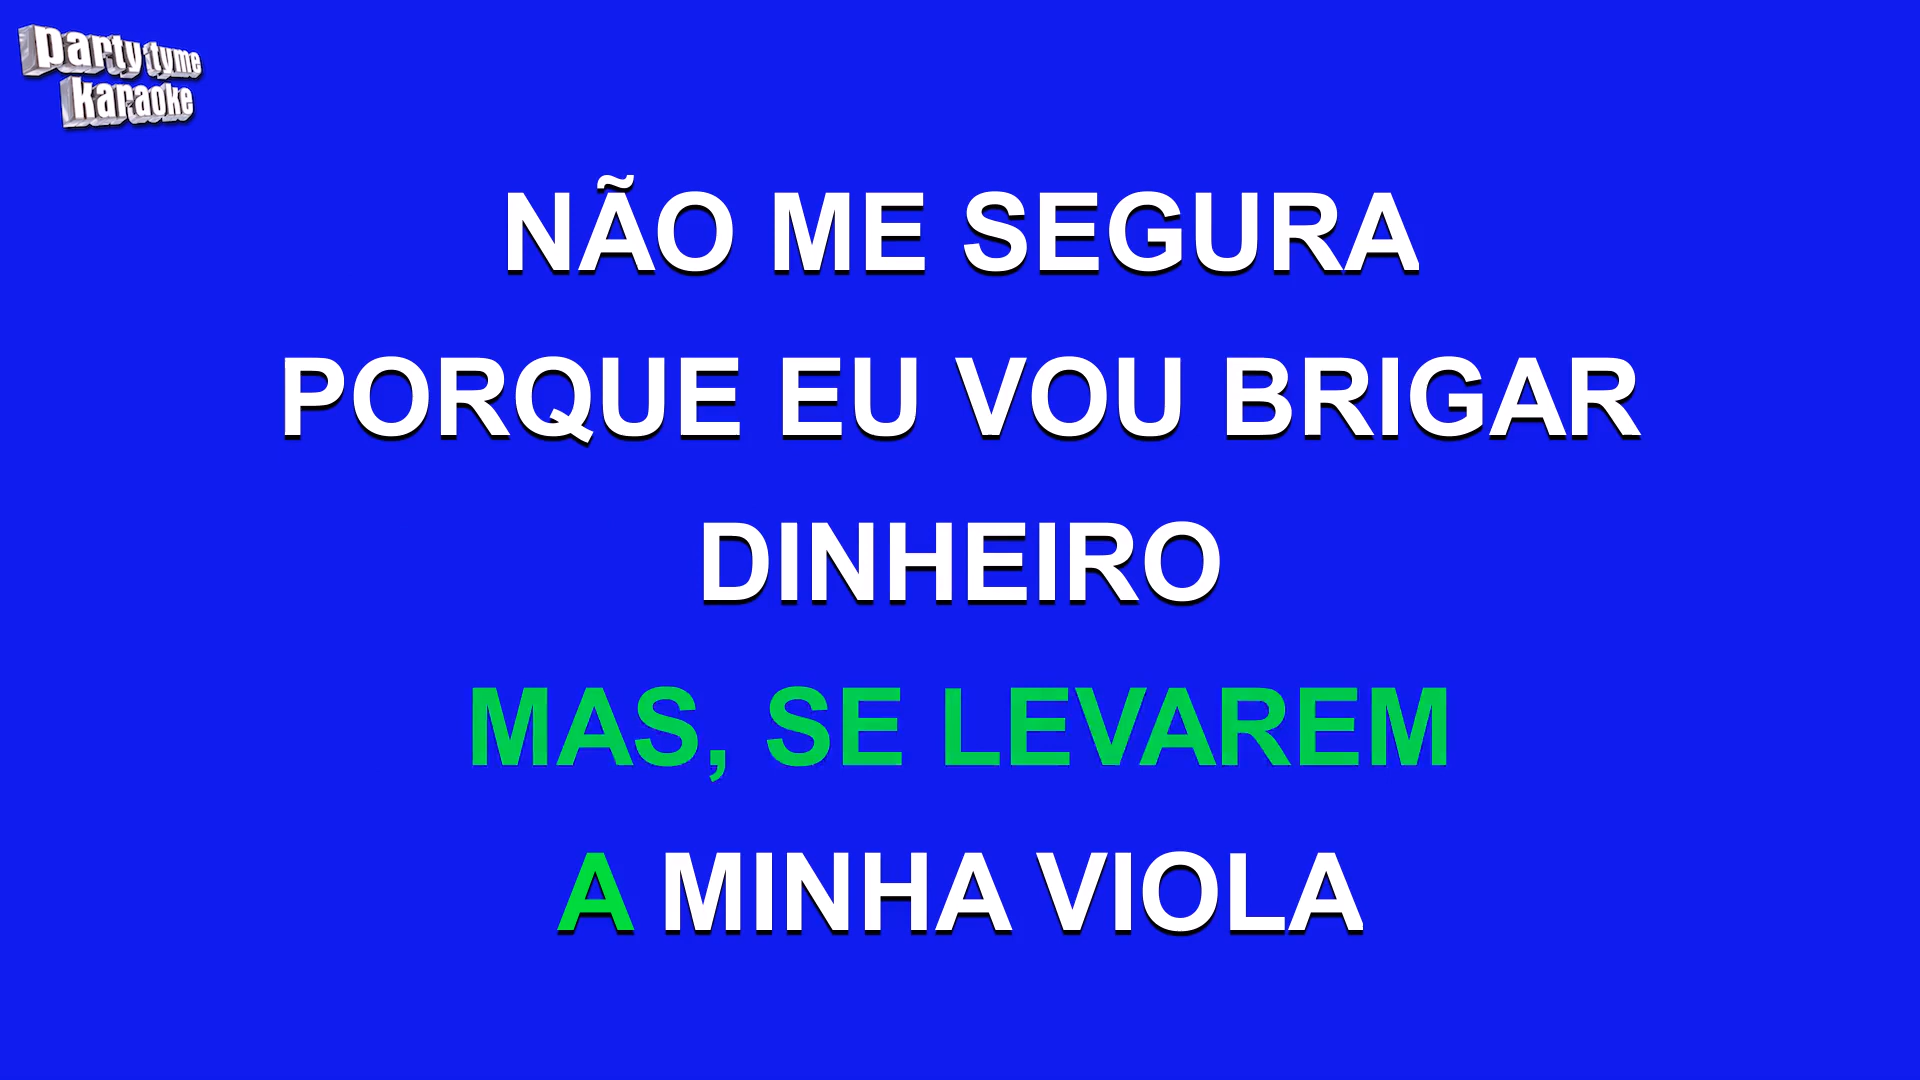 party tyme
karaoke
NÃO ME SEGURA
PORQUE EU VOU BRIGAR
DINHEIRO
MAS, SE LEVAREM
A MINHA VIOLA